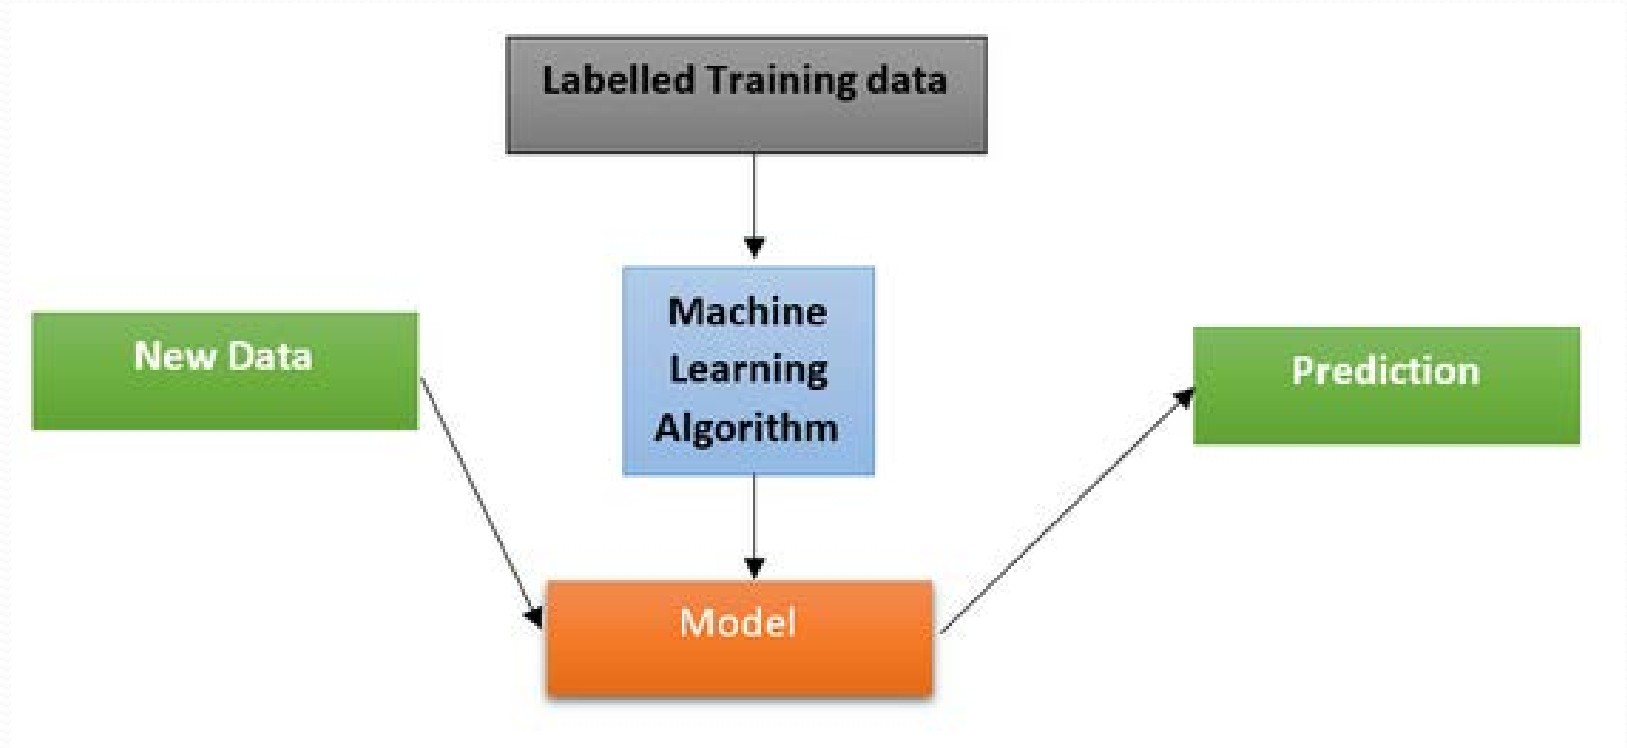 Labelled Training data
Machine
Learning
Algorithm
New Data
Prediction
Model